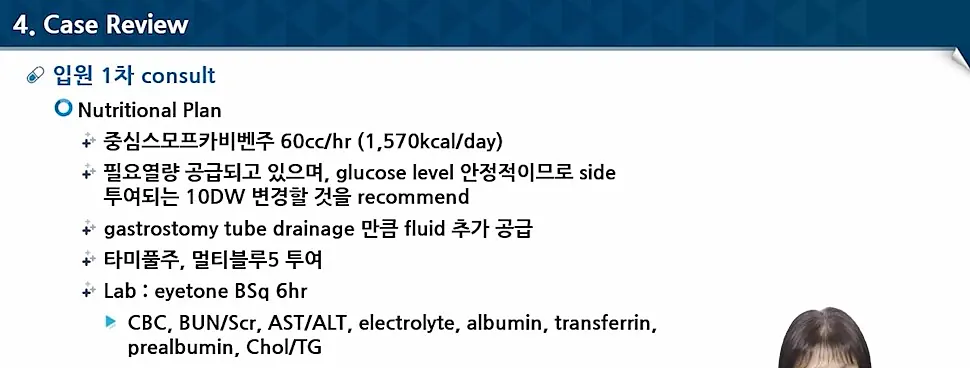 4. Case Review
입원 1차 consult
Nutritional Plan
중심스모프카비벤주 60cc/hr (1,570kcal/day)
필요열량 공급되고 있으며, glucose level 안정적이므로 side
투여되는 10DW 변경할 것을 recommend
gastrostomy tube drainage 만큼 fluid 추가 공급
타미풀주, 멀티블루5 투여
Lab : eyetone BSq 6hr
CBC, BUN/Scr, AST/ALT, electrolyte, albumin, transferrin,
prealbumin, Chol/TG